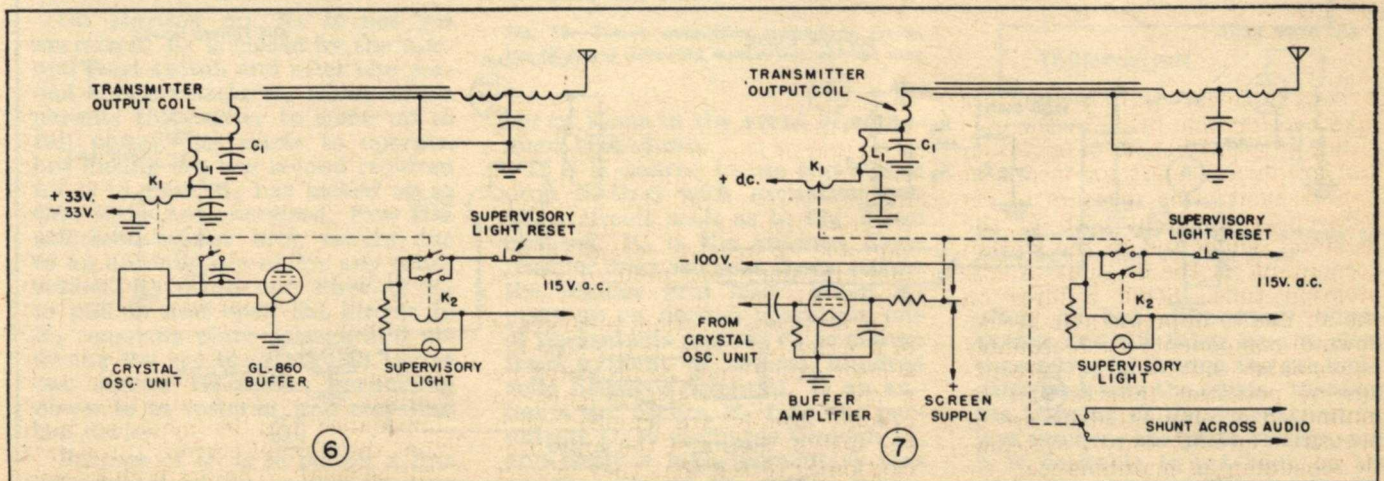 TRANSMITTER
OUTPUT COIL
C1
L1
K1
+ 33V.
- 33V.
SUPERVISORY
LIGHT RESET
115V. a.c.
K2
CRYSTAL
OSC. UNIT
GL-860
BUFFER
SUPERVISORY
LIGHT
6
TRANSMITTER
OUTPUT COIL
C1
L1
K1
+ d.c.
- 100V.
SUPERVISORY
LIGHT RESET
115V. a.c.
K2
FROM
CRYSTAL
OSC. UNIT
SUPERVISORY
LIGHT
BUFFER
AMPLIFIER
+
SCREEN
SUPPLY
SHUNT ACROSS AUDIO
7